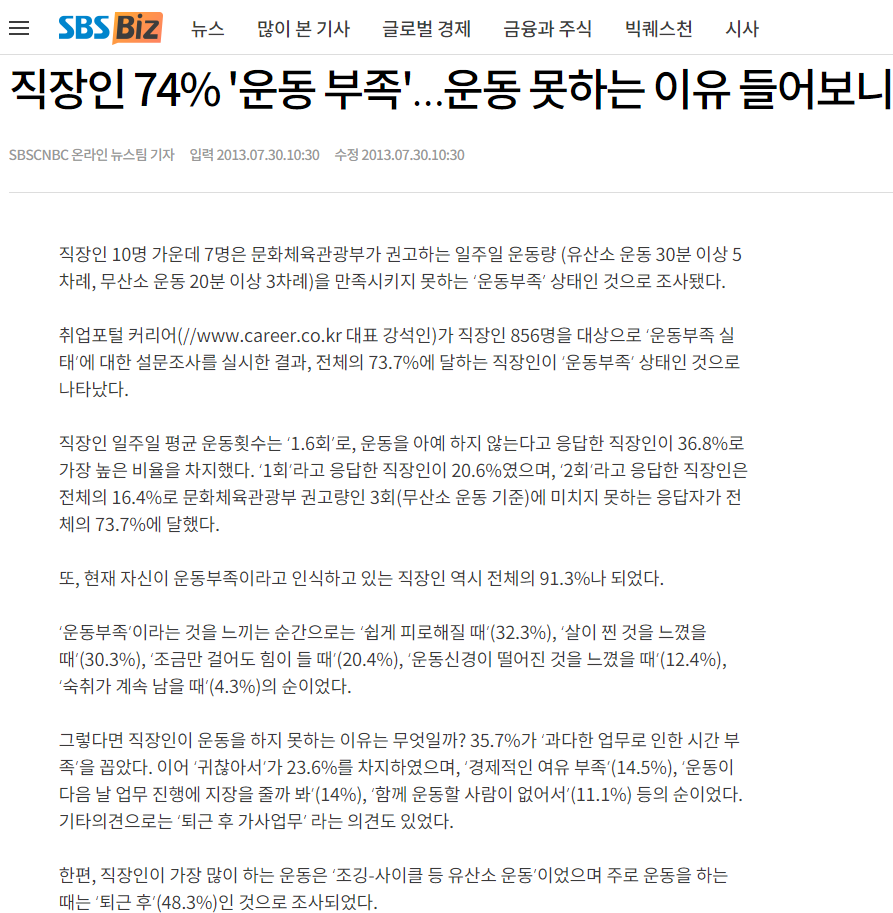 SBS Biz 뉴스 많이 본 기사 글로벌 경제 금융과 주식 빅퀘스천 시사
직장인 74% '운동 부족'…운동 못하는 이유 들어보니
SBSCNBC 온라인 뉴스팀 기자 입력 2013.07.30.10:30 수정 2013.07.30.10:30
직장인 10명 가운데 7명은 문화체육관광부가 권고하는 일주일 운동량 (유산소 운동 30분 이상 5
차례, 무산소 운동 20분 이상 3차례)을 만족시키지 못하는 ‘운동부족’ 상태인 것으로 조사됐다.
취업포털 커리어(//www.career.co.kr 대표 강석인)가 직장인 856명을 대상으로 ‘운동부족 실
태’에 대한 설문조사를 실시한 결과, 전체의 73.7%에 달하는 직장인이 ‘운동부족’ 상태인 것으로
나타났다.
직장인 일주일 평균 운동횟수는 ‘1.6회’로, 운동을 아예 하지 않는다고 응답한 직장인이 36.8%로
가장 높은 비율을 차지했다. ‘1회’라고 응답한 직장인이 20.6%였으며, ‘2회’라고 응답한 직장인은
전체의 16.4%로 문화체육관광부 권고량인 3회(무산소 운동 기준)에 미치지 못하는 응답자가 전
체의 73.7%에 달했다.
또, 현재 자신이 운동부족이라고 인식하고 있는 직장인 역시 전체의 91.3%나 되었다.
‘운동부족’이라는 것을 느끼는 순간으로는 ‘쉽게 피로해질 때’(32.3%), ‘살이 찐 것을 느꼈을
때’(30.3%), ‘조금만 걸어도 힘이 들 때’(20.4%), ‘운동신경이 떨어진 것을 느꼈을 때’(12.4%),
‘숙취가 계속 남을 때’(4.3%)의 순이었다.
그렇다면 직장인이 운동을 하지 못하는 이유는 무엇일까? 35.7%가 ‘과다한 업무로 인한 시간 부
족’을 꼽았다. 이어 ‘귀찮아서’가 23.6%를 차지하였으며, ‘경제적인 여유 부족’(14.5%), ‘운동이
다음 날 업무 진행에 지장을 줄까 봐’(14%), ‘함께 운동할 사람이 없어서’(11.1%) 등의 순이었다.
기타의견으로는 ‘퇴근 후 가사업무’ 라는 의견도 있었다.
한편, 직장인이 가장 많이 하는 운동은 ‘조깅-사이클 등 유산소 운동’이었으며 주로 운동을 하는
때는 ‘퇴근 후’(48.3%)인 것으로 조사되었다.